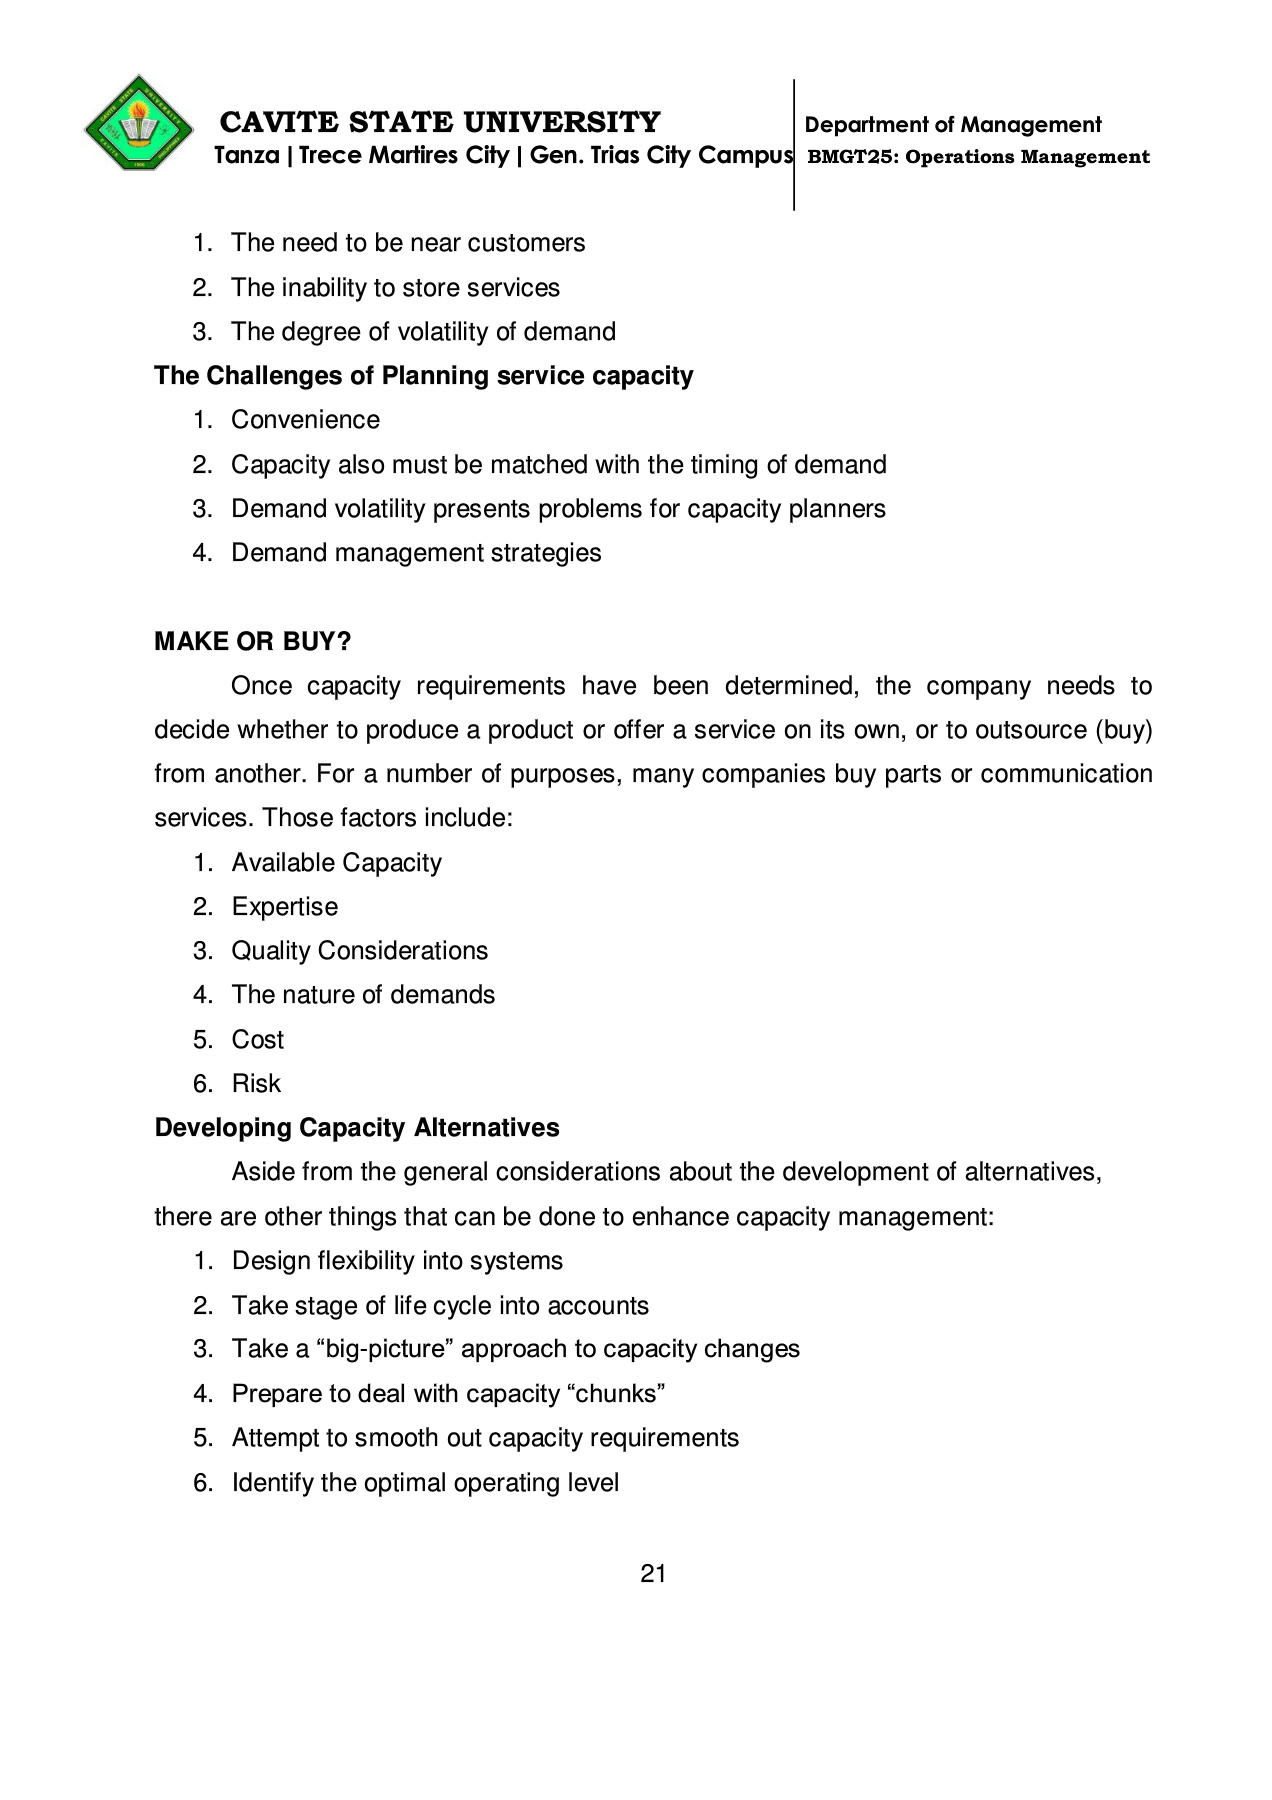 CAVITE STATE UNIVERSITY
Tanza | Trece Martires City | Gen. Trias City Campus
Department of Management
BMGT25: Operations Management
1. The need to be near customers
2. The inability to store services
3. The degree of volatility of demand
The Challenges of Planning service capacity
1. Convenience
2. Capacity also must be matched with the timing of demand
3. Demand volatility presents problems for capacity planners
4. Demand management strategies
MAKE OR BUY?
Once capacity requirements have been determined, the company needs to
decide whether to produce a product or offer a service on its own, or to outsource (buy)
from another. For a number of purposes, many companies buy parts or communication
services. Those factors include:
1. Available Capacity
2. Expertise
3. Quality Considerations
4. The nature of demands
5. Cost
6. Risk
Developing Capacity Alternatives
Aside from the general considerations about the development of alternatives,
there are other things that can be done to enhance capacity management:
1. Design flexibility into systems
2. Take stage of life cycle into accounts
3. Take a “big-picture” approach to capacity changes
4. Prepare to deal with capacity “chunks”
5. Attempt to smooth out capacity requirements
6. Identify the optimal operating level
21